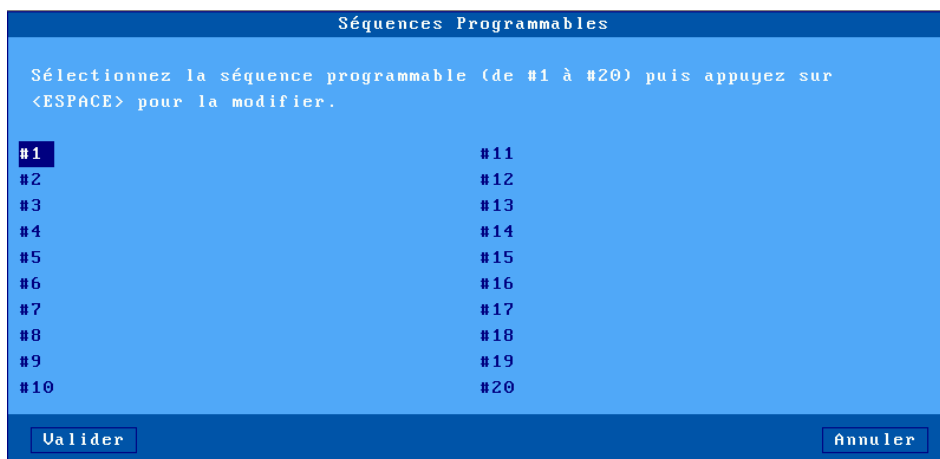 Séquences Programmables
Sélectionnez la séquence programmable (de #1 à #20) puis appuyez sur
<ESPACE> pour la modifier.
#1 #11
#2 #12
#3 #13
#4 #14
#5 #15
#6 #16
#7 #17
#8 #18
#9 #19
#10 #20
Valider Annuler